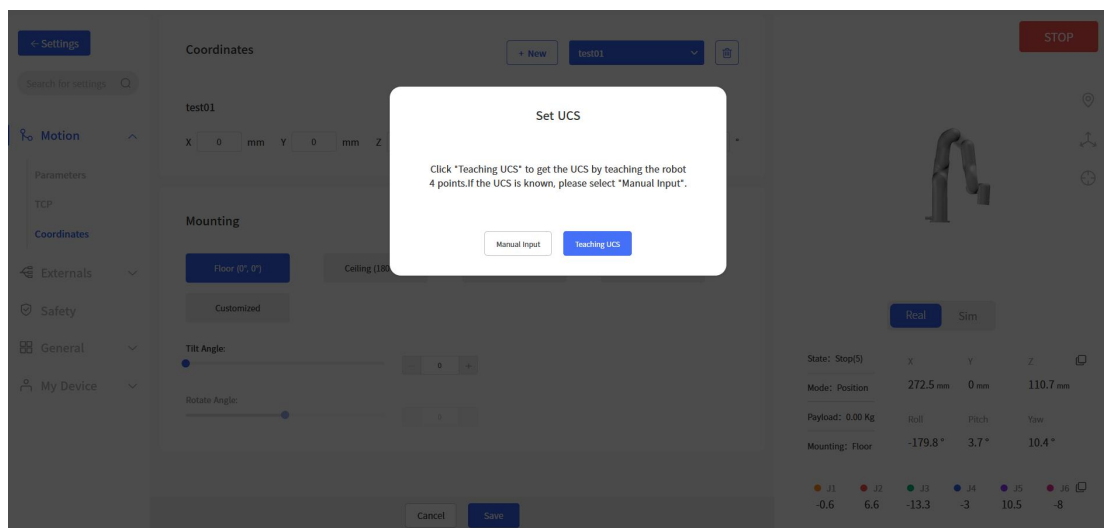 ← Settings
Search for settings
Motion
Parameters
TCP
Coordinates
Externals
Safety
General
My Device
Coordinates
+ New
test01
test01
X 0 mm Y 0 mm Z
°
Set UCS
Click "Teaching UCS" to get the UCS by teaching the robot
4 points.If the UCS is known, please select "Manual Input".
Manual Input
Teaching UCS
Mounting
Floor (0°, 0°)
Ceiling (180
Customized
Tilt Angle:
- 0 +
Rotate Angle:
Cancel
Save
STOP
Real
Sim
State: Stop(5)
Mode: Position
Payload: 0.00 Kg
Mounting: Floor
X Y Z
272.5 mm 0 mm 110.7 mm
Roll Pitch Yaw
-179.8 ° 3.7 ° 10.4 °
J1 J2 J3 J4 J5 J6
-0.6 6.6 -13.3 -3 10.5 -8